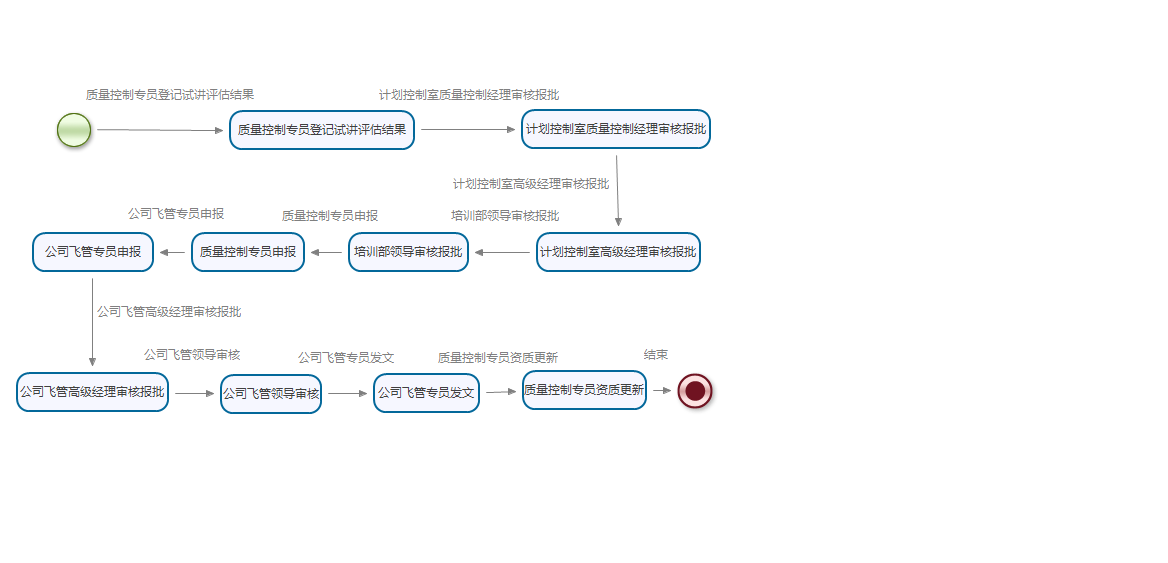 质量控制专员登记试讲评估结果
计划控制室质量控制经理审核报批
质量控制专员登记试讲评估结果
计划控制室质量控制经理审核报批
计划控制室高级经理审核报批
公司飞管专员申报
质量控制专员申报
培训部领导审核报批
公司飞管专员申报
质量控制专员申报
培训部领导审核报批
计划控制室高级经理审核报批
公司飞管高级经理审核报批
公司飞管领导审核
公司飞管专员发文
质量控制专员资质更新
结束
公司飞管高级经理审核报批
公司飞管领导审核
公司飞管专员发文
质量控制专员资质更新